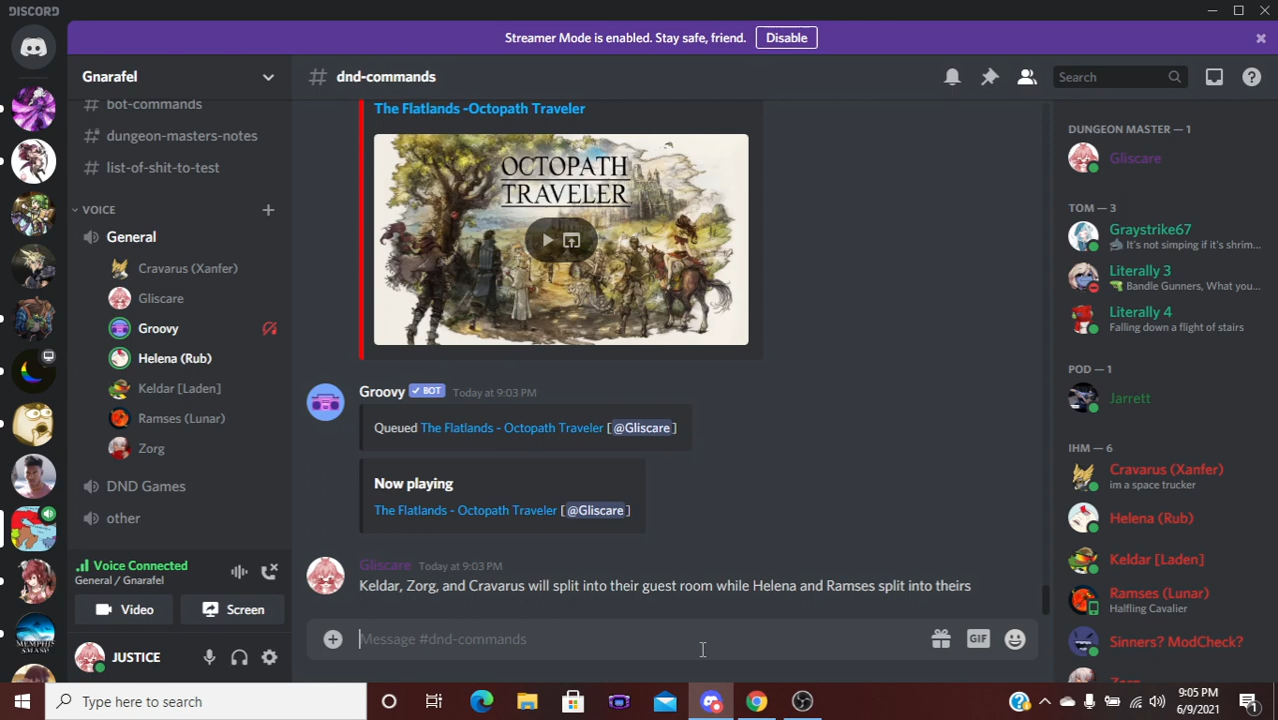 DISCORD
Streamer Mode is enabled. Stay safe, friend. Disable
Gnarafel
bot-commands
dungeon-masters-notes
list-of-shit-to-test
VOICE
General
Cravarus (Xanfer)
Gliscare
Groovy
Helena (Rub)
Keldar [Laden]
Ramses (Lunar)
Zorg
DND Games
other
Voice Connected
General / Gnarafel
Video
Screen
JUSTICE
dnd-commands
Search
The Flatlands -Octopath Traveler
OCTOPATH
TRAVELER
Groovy BOT Today at 9:03 PM
Queued The Flatlands - Octopath Traveler [ @Gliscare ]
Now playing
The Flatlands - Octopath Traveler [ @Gliscare ]
Gliscare Today at 9:03 PM
Keldar, Zorg, and Cravarus will split into their guest room while Helena and Ramses split into theirs
Message #dnd-commands
GIF
DUNGEON MASTER — 1
Gliscare
TOM — 3
Graystrike67
It's not simping if it's shrim...
Literally 3
Bandle Gunners, What you...
Literally 4
Falling down a flight of stairs
POD — 1
Jarrett
IHM — 6
Cravarus (Xanfer)
im a space trucker
Helena (Rub)
Keldar [Laden]
Ramses (Lunar)
Halfling Cavalier
Sinners? ModCheck?
Zorg
MEMPHIS
SMASH
Type here to search
9:05 PM
6/9/2021
1